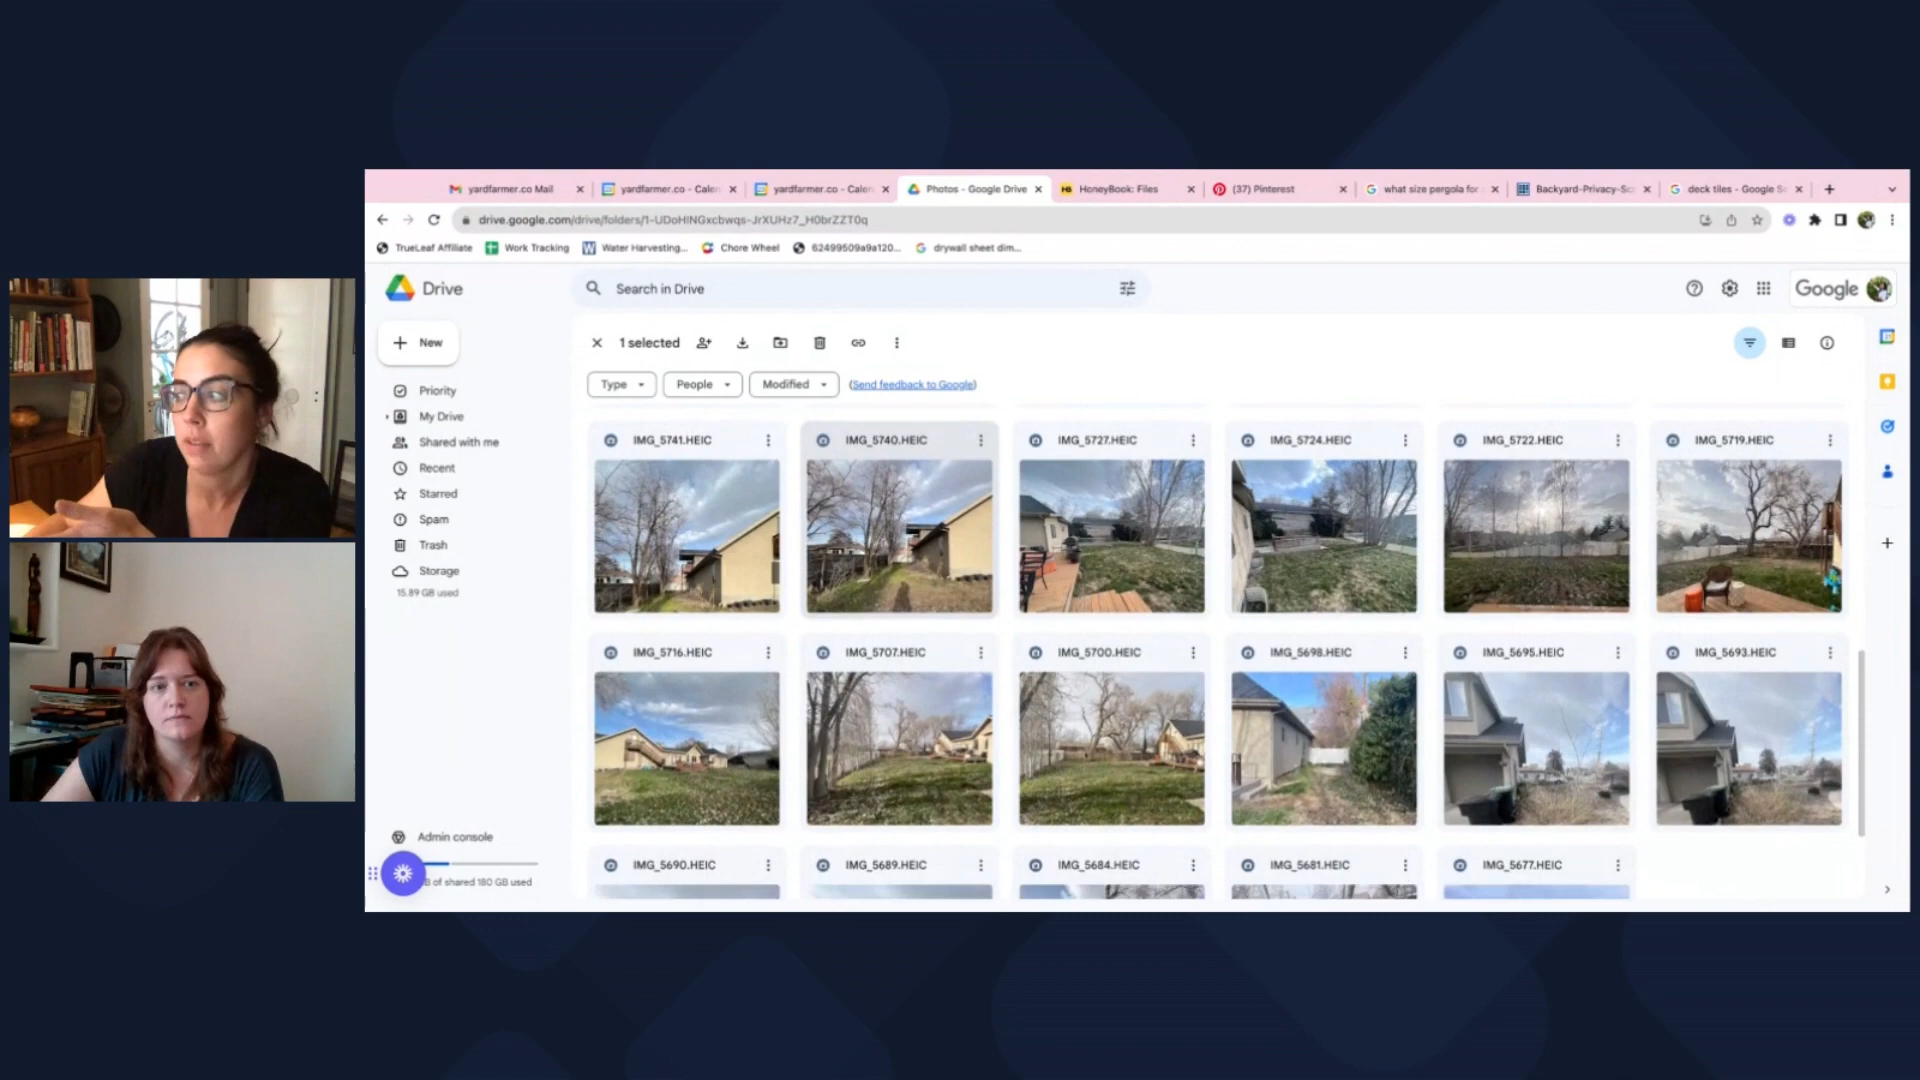 yardfarmer.co Mail
yardfarmer.co - Calen
yardfarmer.co - Calen
Photos - Google Drive
HoneyBook: Files
(37) Pinterest
what size pergola for
Backyard-Privacy-Sc
deck tiles - Google Se
drive.google.com/drive/folders/1-UDoHlNGxcbwqs-JrXUHz7_H0brZZT0q
TrueLeaf Affiliate
Work Tracking
Water Harvesting...
Chore Wheel
62499509a9a120...
drywall sheet dim...
Drive
Search in Drive
Google
New
1 selected
Type
People
Modified
(Send feedback to Google)
Priority
My Drive
Shared with me
Recent
Starred
Spam
Trash
Storage
15.89 GB used
IMG_5741.HEIC
IMG_5740.HEIC
IMG_5727.HEIC
IMG_5724.HEIC
IMG_5722.HEIC
IMG_5719.HEIC
IMG_5716.HEIC
IMG_5707.HEIC
IMG_5700.HEIC
IMG_5698.HEIC
IMG_5695.HEIC
IMG_5693.HEIC
IMG_5690.HEIC
IMG_5689.HEIC
IMG_5684.HEIC
IMG_5681.HEIC
IMG_5677.HEIC
Admin console
B of shared 180 GB used